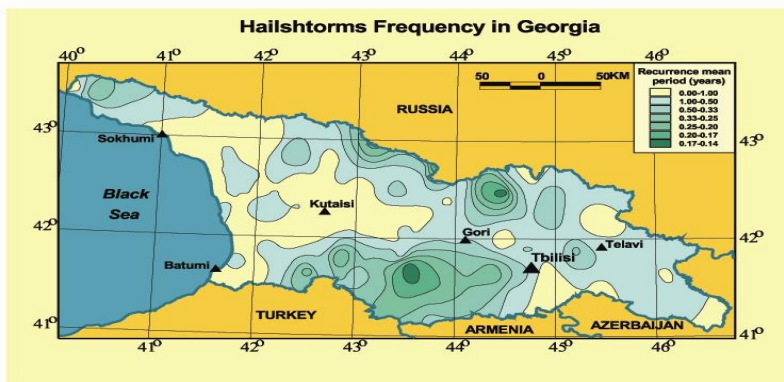 Hailshtorms Frequency in Georgia
40° 41° 42° 43° 44° 45° 46°
50 0 50KM
Recurrence mean
period (years)
0.00-1.00
1.00-0.50
0.50-0.33
0.33-0.25
0.25-0.20
0.20-0.17
0.17-0.14
RUSSIA
43° 43°
Sokhumi
Black
Sea
Kutaisi
42° 42°
Gori
Telavi
Tbilisi
Batumi
TURKEY
ARMENIA
AZERBAIJAN
41° 41°
41° 42° 43° 44° 45° 46°